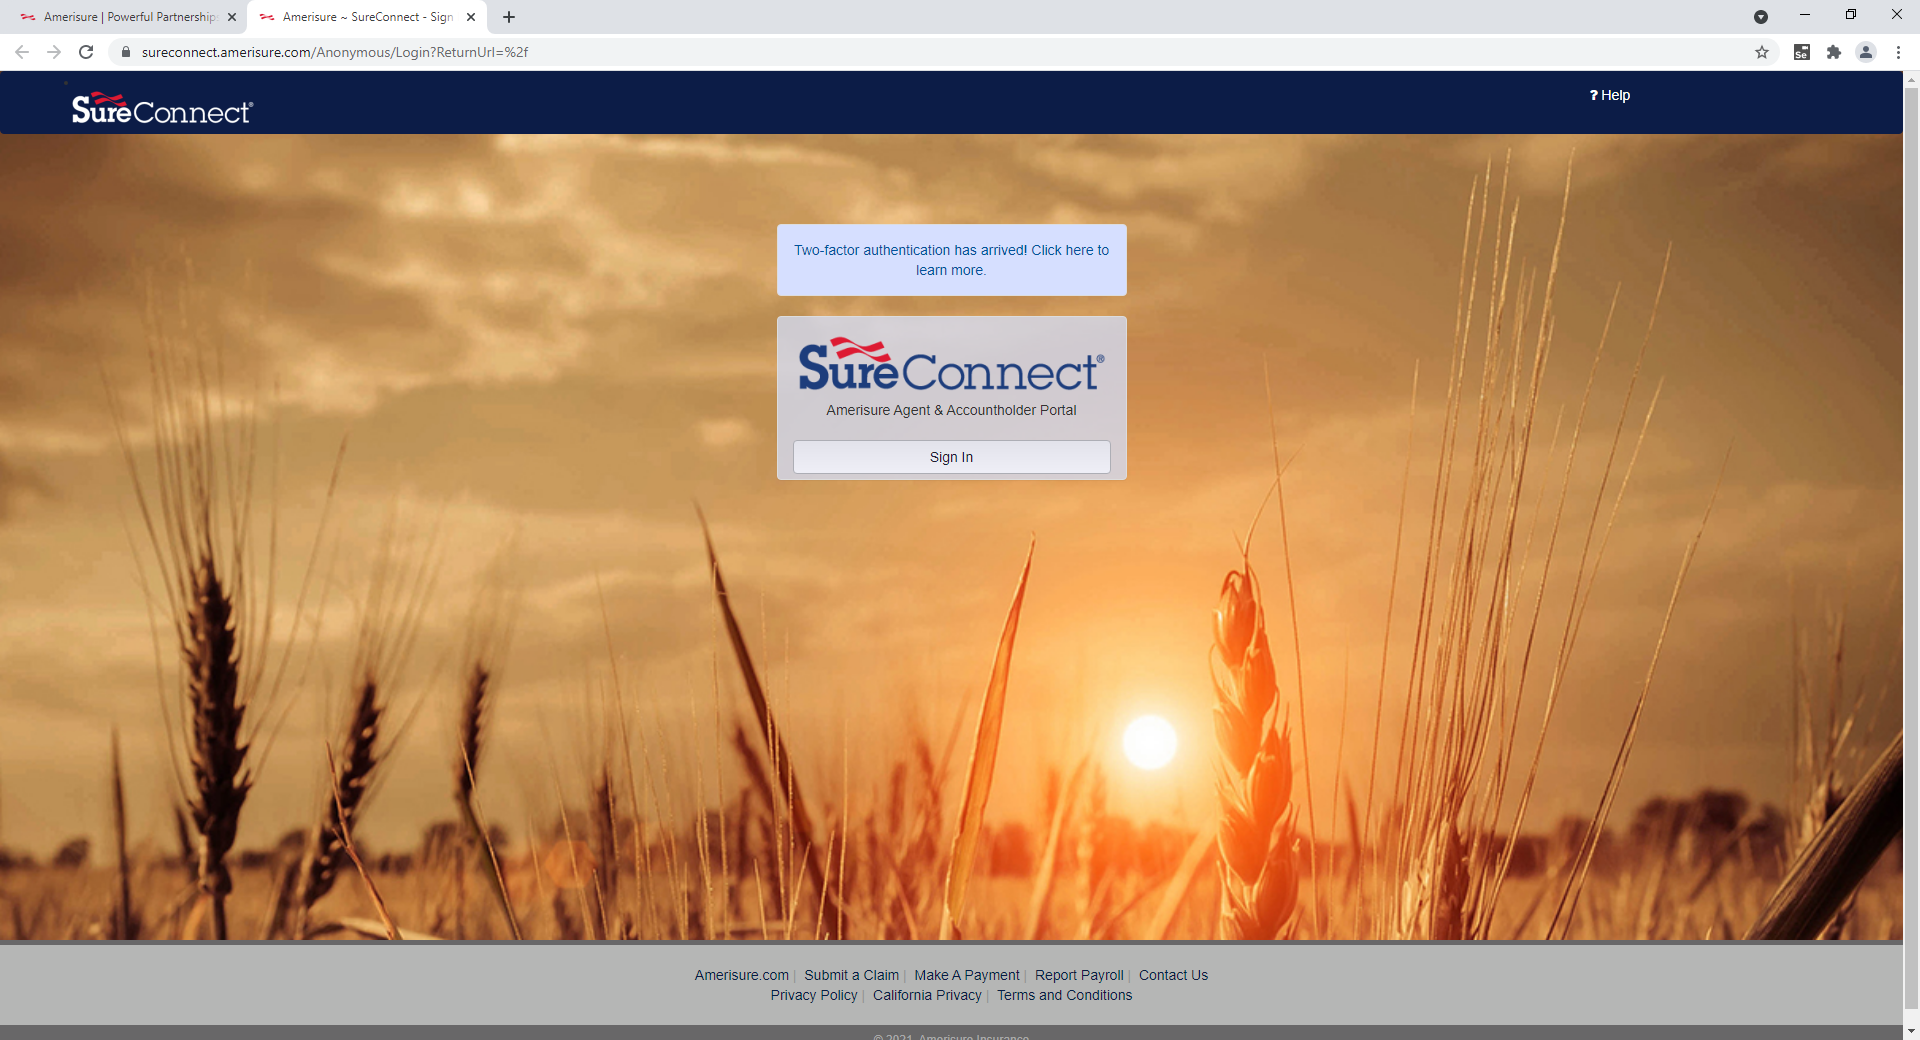 Amerisure | Powerful Partnership
Amerisure ~ SureConnect - Sign
sureconnect.amerisure.com/Anonymous/Login?ReturnUrl=%2f
Se
SureConnect®
? Help
Two-factor authentication has arrived! Click here to
learn more.
SureConnect®
Amerisure Agent & Accountholder Portal
Sign In
Amerisure.com | Submit a Claim | Make A Payment | Report Payroll | Contact Us
Privacy Policy | California Privacy | Terms and Conditions
© 2021, Amerisure Insurance